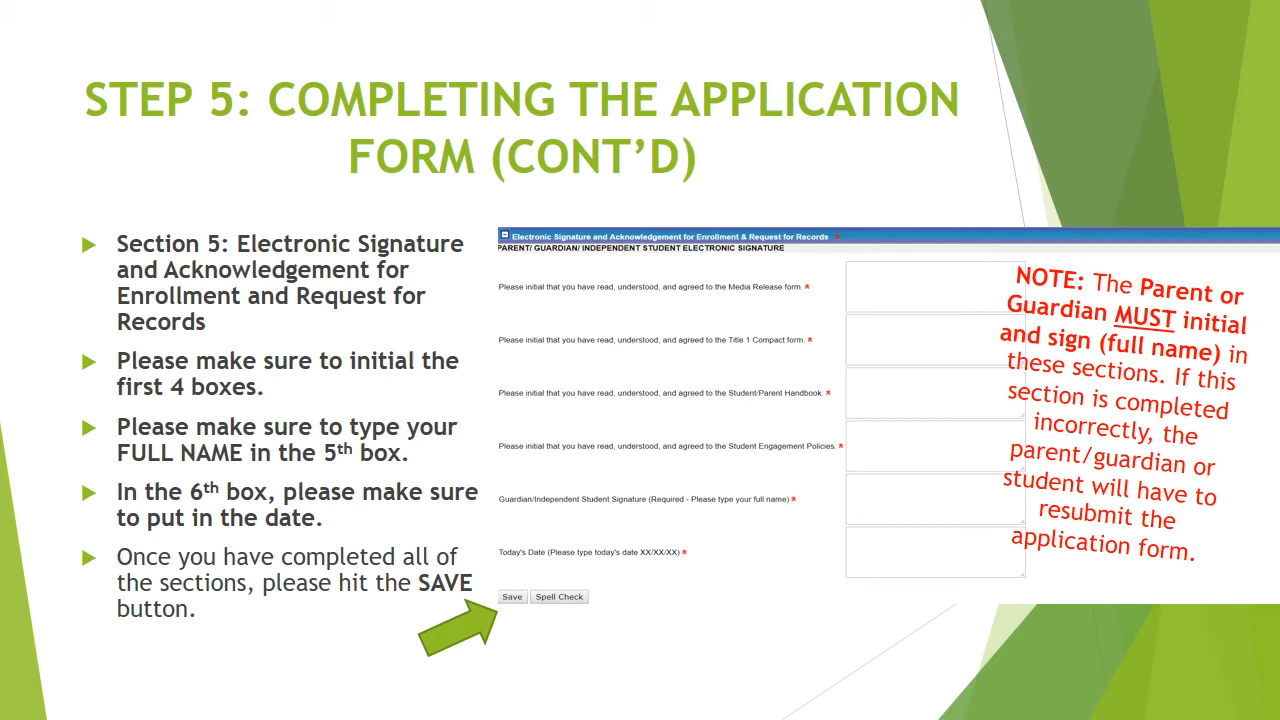 STEP 5: COMPLETING THE APPLICATION
FORM (CONT’D)
Section 5: Electronic Signature
and Acknowledgement for
Enrollment and Request for
Records
Please make sure to initial the
first 4 boxes.
Please make sure to type your
FULL NAME in the 5th box.
In the 6th box, please make sure
to put in the date.
Once you have completed all of
the sections, please hit the SAVE
button.
Electronic Signature and Acknowledgement for Enrollment & Request for Records *
PARENT/ GUARDIAN/ INDEPENDENT STUDENT ELECTRONIC SIGNATURE
Please initial that you have read, understood, and agreed to the Media Release form. *
Please initial that you have read, understood, and agreed to the Title 1 Compact form. *
Please initial that you have read, understood, and agreed to the Student/Parent Handbook. *
Please initial that you have read, understood, and agreed to the Student Engagement Policies. *
Guardian/Independent Student Signature (Required - Please type your full name) *
Today's Date (Please type today's date XX/XX/XX) *
Save Spell Check
NOTE: The Parent or
Guardian MUST initial
and sign (full name) in
these sections. If this
section is completed
incorrectly, the
parent/guardian or
student will have to
resubmit the
application form.